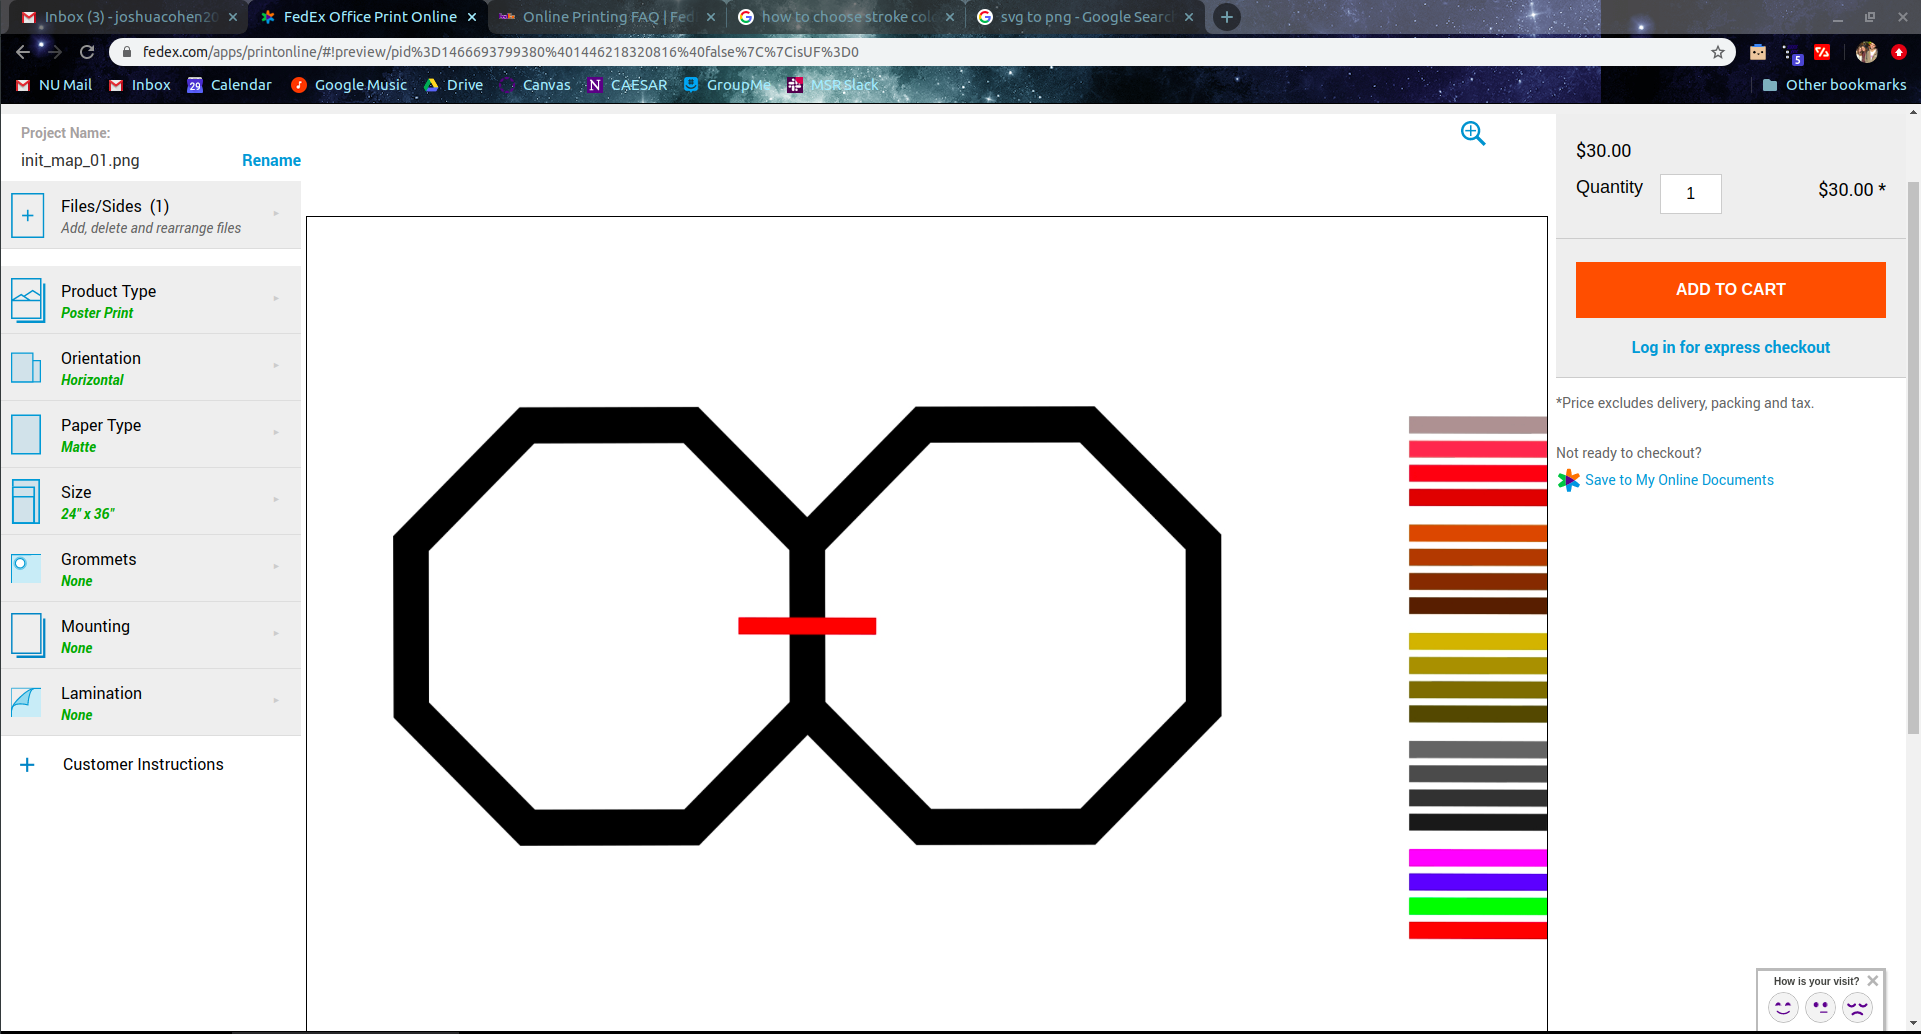 Inbox (3) - joshuacohen20
FedEx Office Print Online
Online Printing FAQ | Fed
how to choose stroke colo
svg to png - Google Search
fedex.com/apps/printonline/#!preview/pid%3D1466693799380%401446218320816%40false%7C%7CisUF%3D0
5
NU Mail
Inbox
29
Calendar
Google Music
Drive
Canvas
N
CAESAR
GroupMe
MSR Slack
Other bookmarks
Project Name:
init_map_01.png
Rename
Files/Sides (1)
Add, delete and rearrange files
Product Type
Poster Print
Orientation
Horizontal
Paper Type
Matte
Size
24" x 36"
Grommets
None
Mounting
None
Lamination
None
Customer Instructions
$30.00
Quantity
1
$30.00 *
ADD TO CART
Log in for express checkout
*Price excludes delivery, packing and tax.
Not ready to checkout?
Save to My Online Documents
How is your visit?